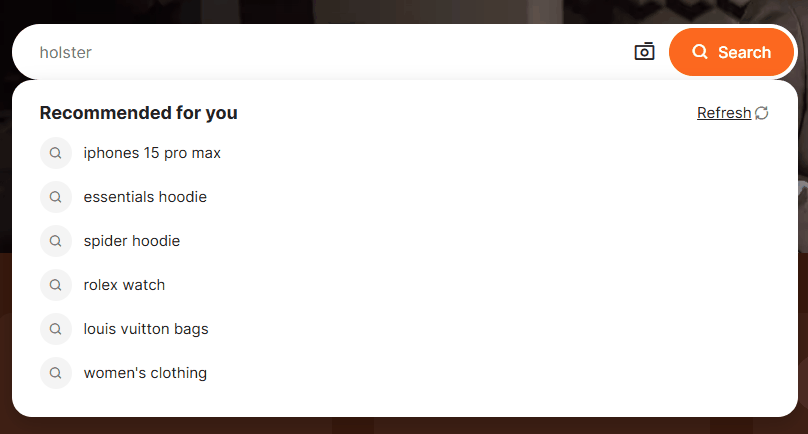 holster
Search
Recommended for you
Refresh
iphones 15 pro max
essentials hoodie
spider hoodie
rolex watch
louis vuitton bags
women's clothing